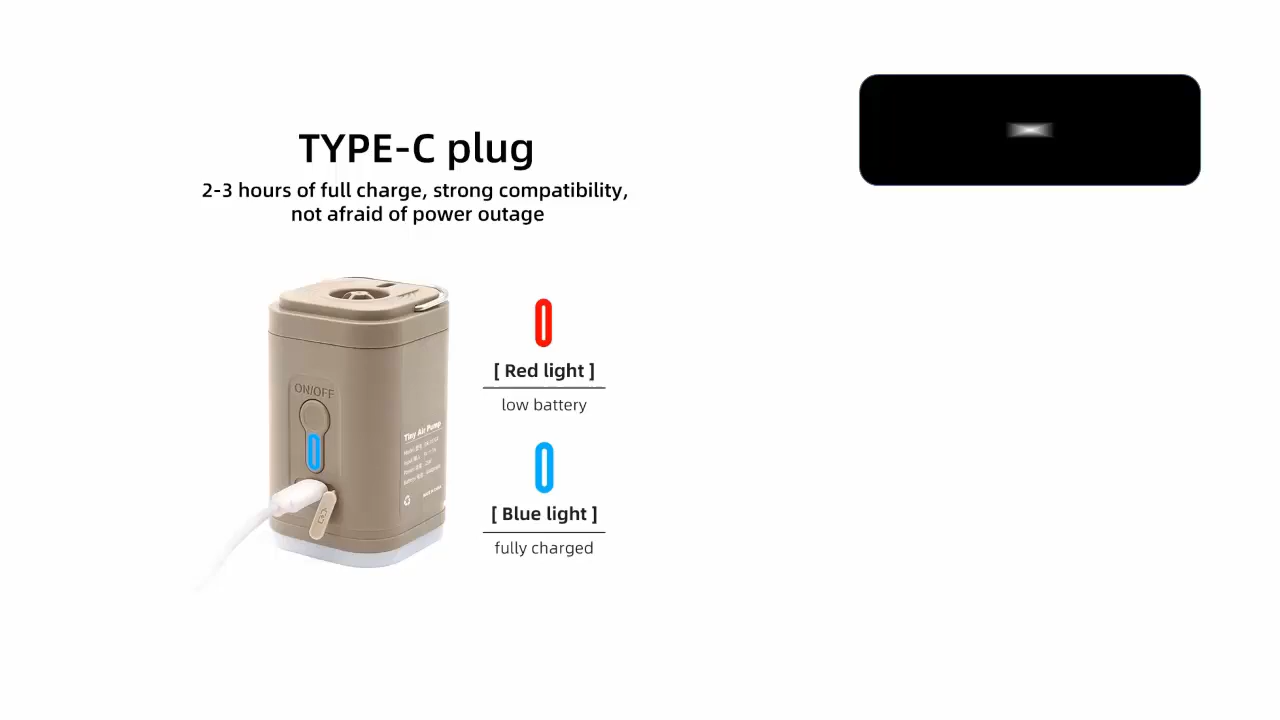 TYPE-C plug
2-3 hours of full charge, strong compatibility,
not afraid of power outage
[ Red light ]
low battery
[ Blue light ]
fully charged
ON/OFF
Tiny Air Pump